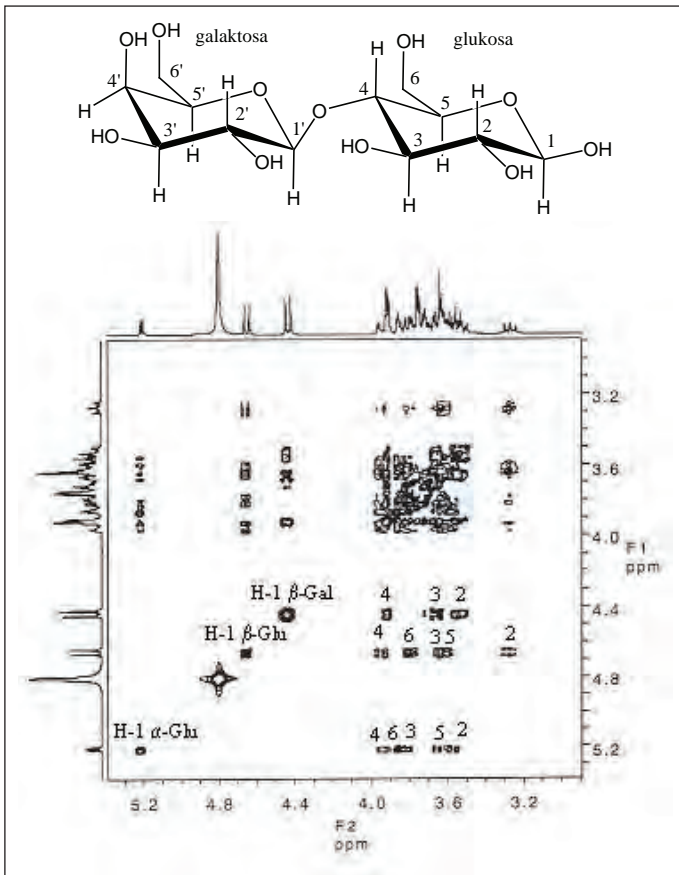 OH
OH
galaktosa
OH
glukosa
H
6'
6
4'
5'
O
H
4
5
O
H
H
2'
1'
O
H
2
1
HO
3'
H
OH
HO
3
H
OH
OH
H
H
H
H
3.2
3.6
4.0
F1
ppm
H-1 β-Gal
4 3 2
4.4
H-1 β-Glu
4 6 3 5 2
4.8
H-1 α-Glu
4 6 3 5 2
5.2
5.2 4.8 4.4 4.0 3.6 3.2
F2
ppm